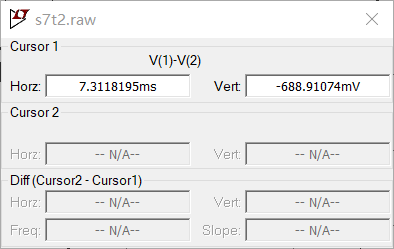 s7t2.raw
Cursor 1
V(1)-V(2)
Horz: 7.3118195ms Vert: -688.91074mV
Cursor 2
Horz: -- N/A-- Vert: -- N/A--
Diff (Cursor2 - Cursor1)
Horz: -- N/A-- Vert: -- N/A--
Freq: -- N/A-- Slope: -- N/A--